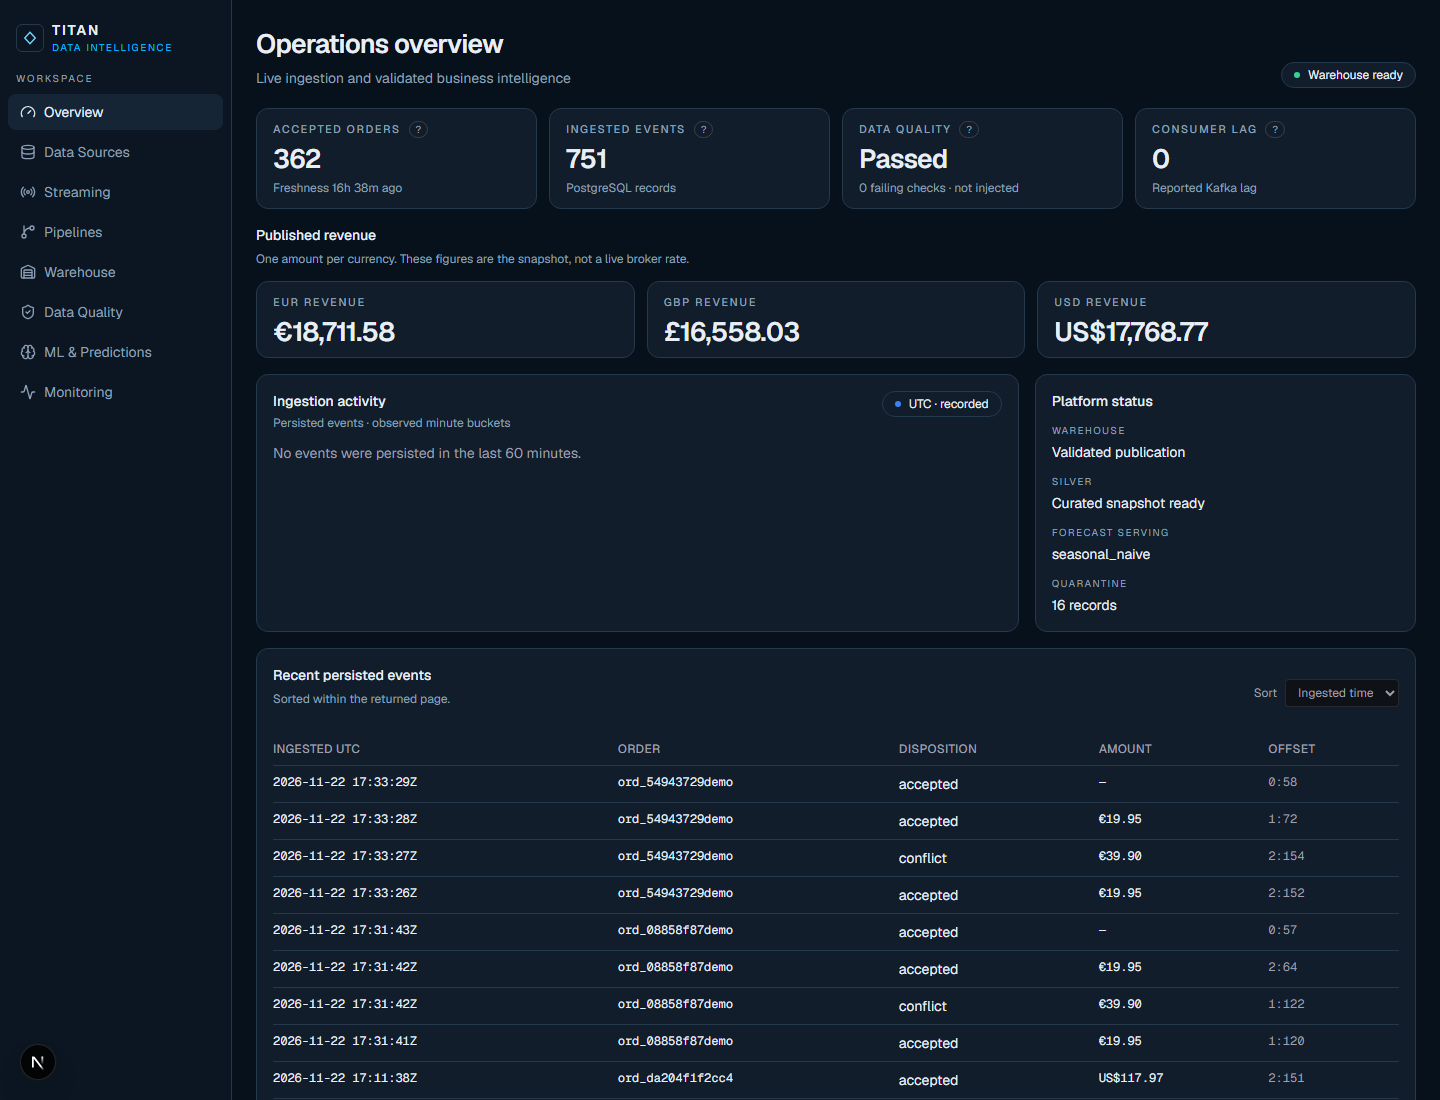 TITAN
DATA INTELLIGENCE
WORKSPACE
Overview
Data Sources
Streaming
Pipelines
Warehouse
Data Quality
ML & Predictions
Monitoring
N
Operations overview
Live ingestion and validated business intelligence
Warehouse ready
ACCEPTED ORDERS ?
362
Freshness 16h 38m ago
INGESTED EVENTS ?
751
PostgreSQL records
DATA QUALITY ?
Passed
0 failing checks · not injected
CONSUMER LAG ?
0
Reported Kafka lag
Published revenue
One amount per currency. These figures are the snapshot, not a live broker rate.
EUR REVENUE
€18,711.58
GBP REVENUE
£16,558.03
USD REVENUE
US$17,768.77
Ingestion activity
Persisted events · observed minute buckets
UTC · recorded
No events were persisted in the last 60 minutes.
Platform status
WAREHOUSE
Validated publication
SILVER
Curated snapshot ready
FORECAST SERVING
seasonal_naive
QUARANTINE
16 records
Recent persisted events
Sorted within the returned page.
Sort Ingested time
INGESTED UTC ORDER DISPOSITION AMOUNT OFFSET
2026-11-22 17:33:29Z ord_54943729demo accepted — 0:58
2026-11-22 17:33:28Z ord_54943729demo accepted €19.95 1:72
2026-11-22 17:33:27Z ord_54943729demo conflict €39.90 2:154
2026-11-22 17:33:26Z ord_54943729demo accepted €19.95 2:152
2026-11-22 17:31:43Z ord_08858f87demo accepted — 0:57
2026-11-22 17:31:42Z ord_08858f87demo accepted €19.95 2:64
2026-11-22 17:31:42Z ord_08858f87demo conflict €39.90 1:122
2026-11-22 17:31:41Z ord_08858f87demo accepted €19.95 1:120
2026-11-22 17:11:38Z ord_da204f1f2cc4 accepted US$117.97 2:151